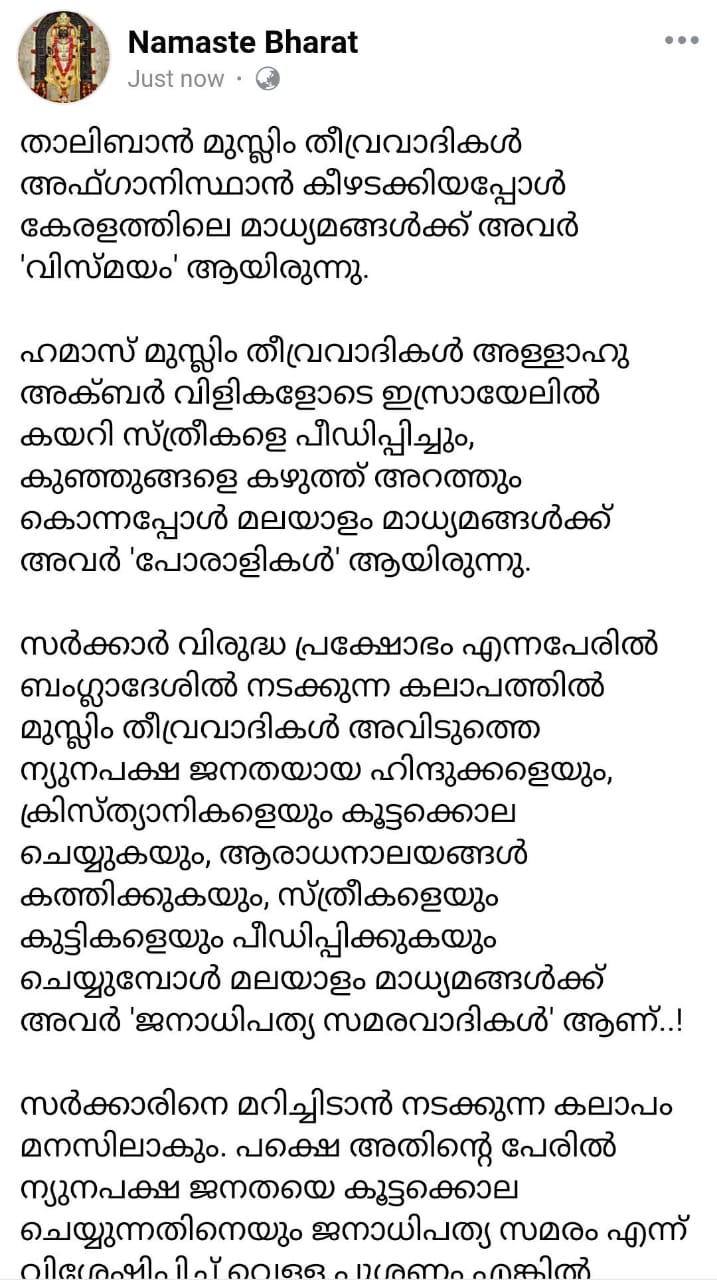 Namaste Bharat
Just now
താലിബാൻ മുസ്ലിം തീവ്രവാദികൾ
അഫ്ഗാനിസ്ഥാൻ കീഴടക്കിയപ്പോൾ
കേരളത്തിലെ മാധ്യമങ്ങൾക്ക് അവർ
'വിസ്മയം' ആയിരുന്നു.
ഹമാസ് മുസ്ലിം തീവ്രവാദികൾ അള്ളാഹു
അക്ബർ വിളികളോടെ ഇസ്രായേലിൽ
കയറി സ്ത്രീകളെ പീഡിപ്പിച്ചും,
കുഞ്ഞുങ്ങളെ കഴുത്ത് അറത്തും
കൊന്നപ്പോൾ മലയാളം മാധ്യമങ്ങൾക്ക്
അവർ 'പോരാളികൾ' ആയിരുന്നു.
സർക്കാർ വിരുദ്ധ പ്രക്ഷോഭം എന്നപേരിൽ
ബംഗ്ലാദേശിൽ നടക്കുന്ന കലാപത്തിൽ
മുസ്ലിം തീവ്രവാദികൾ അവിടുത്തെ
ന്യുനപക്ഷ ജനതയായ ഹിന്ദുക്കളെയും,
ക്രിസ്ത്യാനികളെയും കൂട്ടക്കൊല
ചെയ്യുകയും, ആരാധനാലയങ്ങൾ
കത്തിക്കുകയും, സ്ത്രീകളെയും
കുട്ടികളെയും പീഡിപ്പിക്കുകയും
ചെയ്യുമ്പോൾ മലയാളം മാധ്യമങ്ങൾക്ക്
അവർ 'ജനാധിപത്യ സമരവാദികൾ' ആണ്..!
സർക്കാരിനെ മറിച്ചിടാൻ നടക്കുന്ന കലാപം
മനസിലാകും. പക്ഷെ അതിന്റെ പേരിൽ
ന്യുനപക്ഷ ജനതയെ കൂട്ടക്കൊല
ചെയ്യുന്നതിനെയും ജനാധിപത്യ സമരം എന്ന്
വിശേഷിപ്പിച്ച് വെള്ള പൂശണം എങ്കിൽ